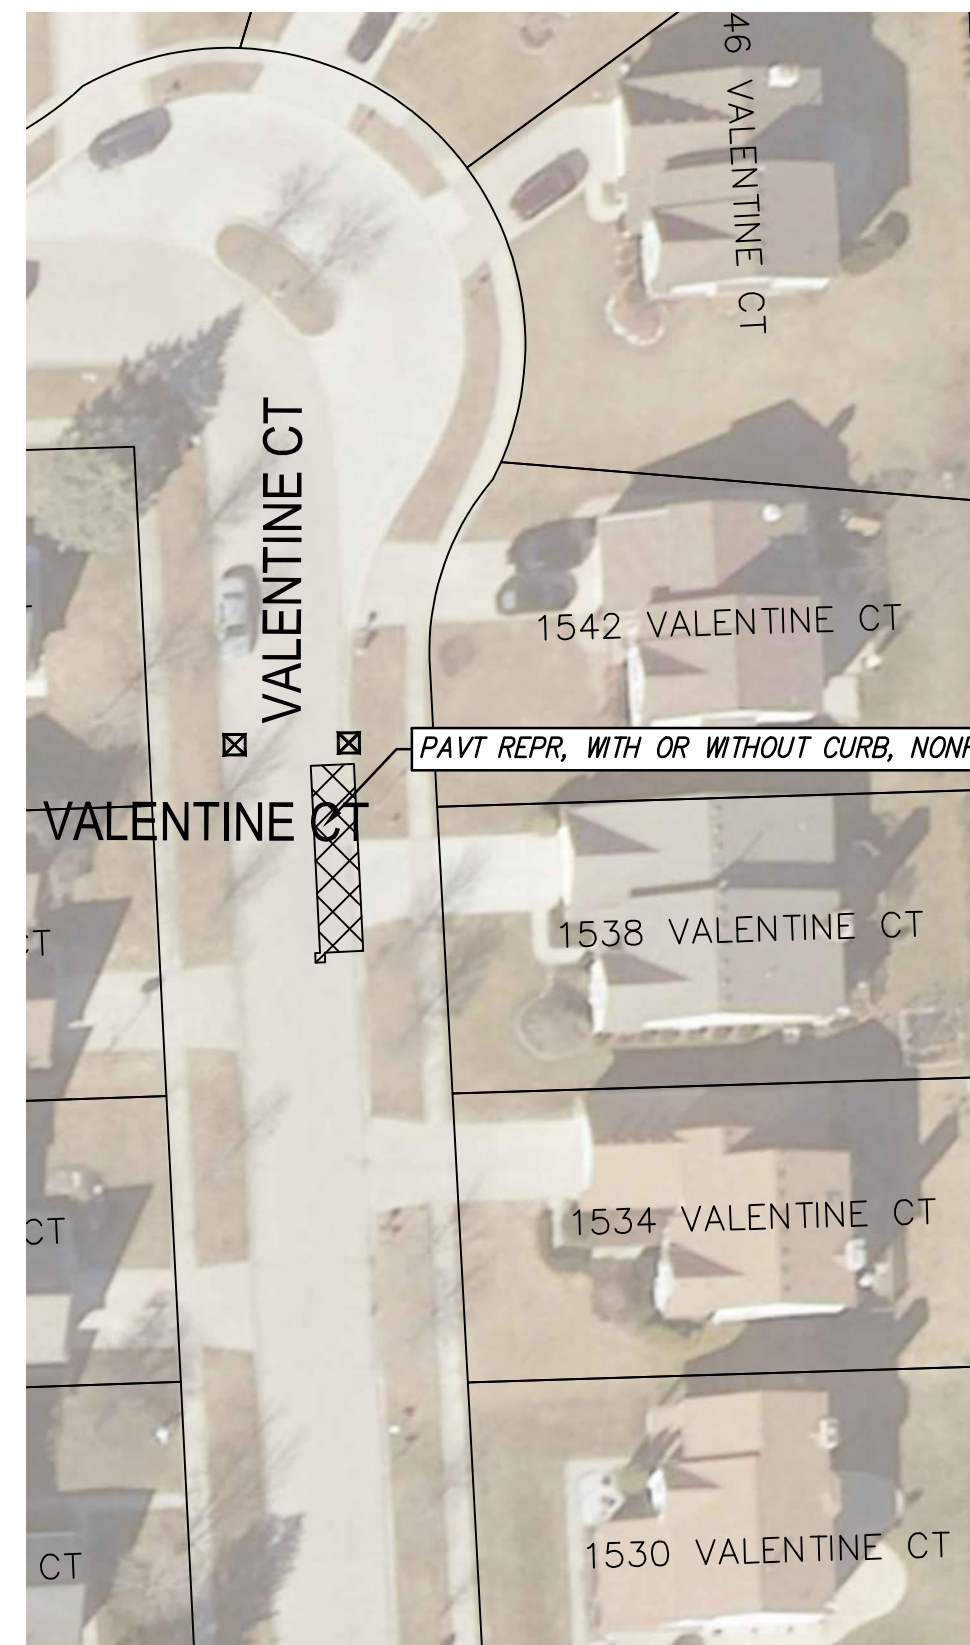 46 VALENTINE CT
VALENTINE CT
1542 VALENTINE CT
PAVT REPR, WITH OR WITHOUT CURB,
VALENTINE CT
1538 VALENTINE CT
CT
1534 VALENTINE CT
CT
1530 VALENTINE CT
CT